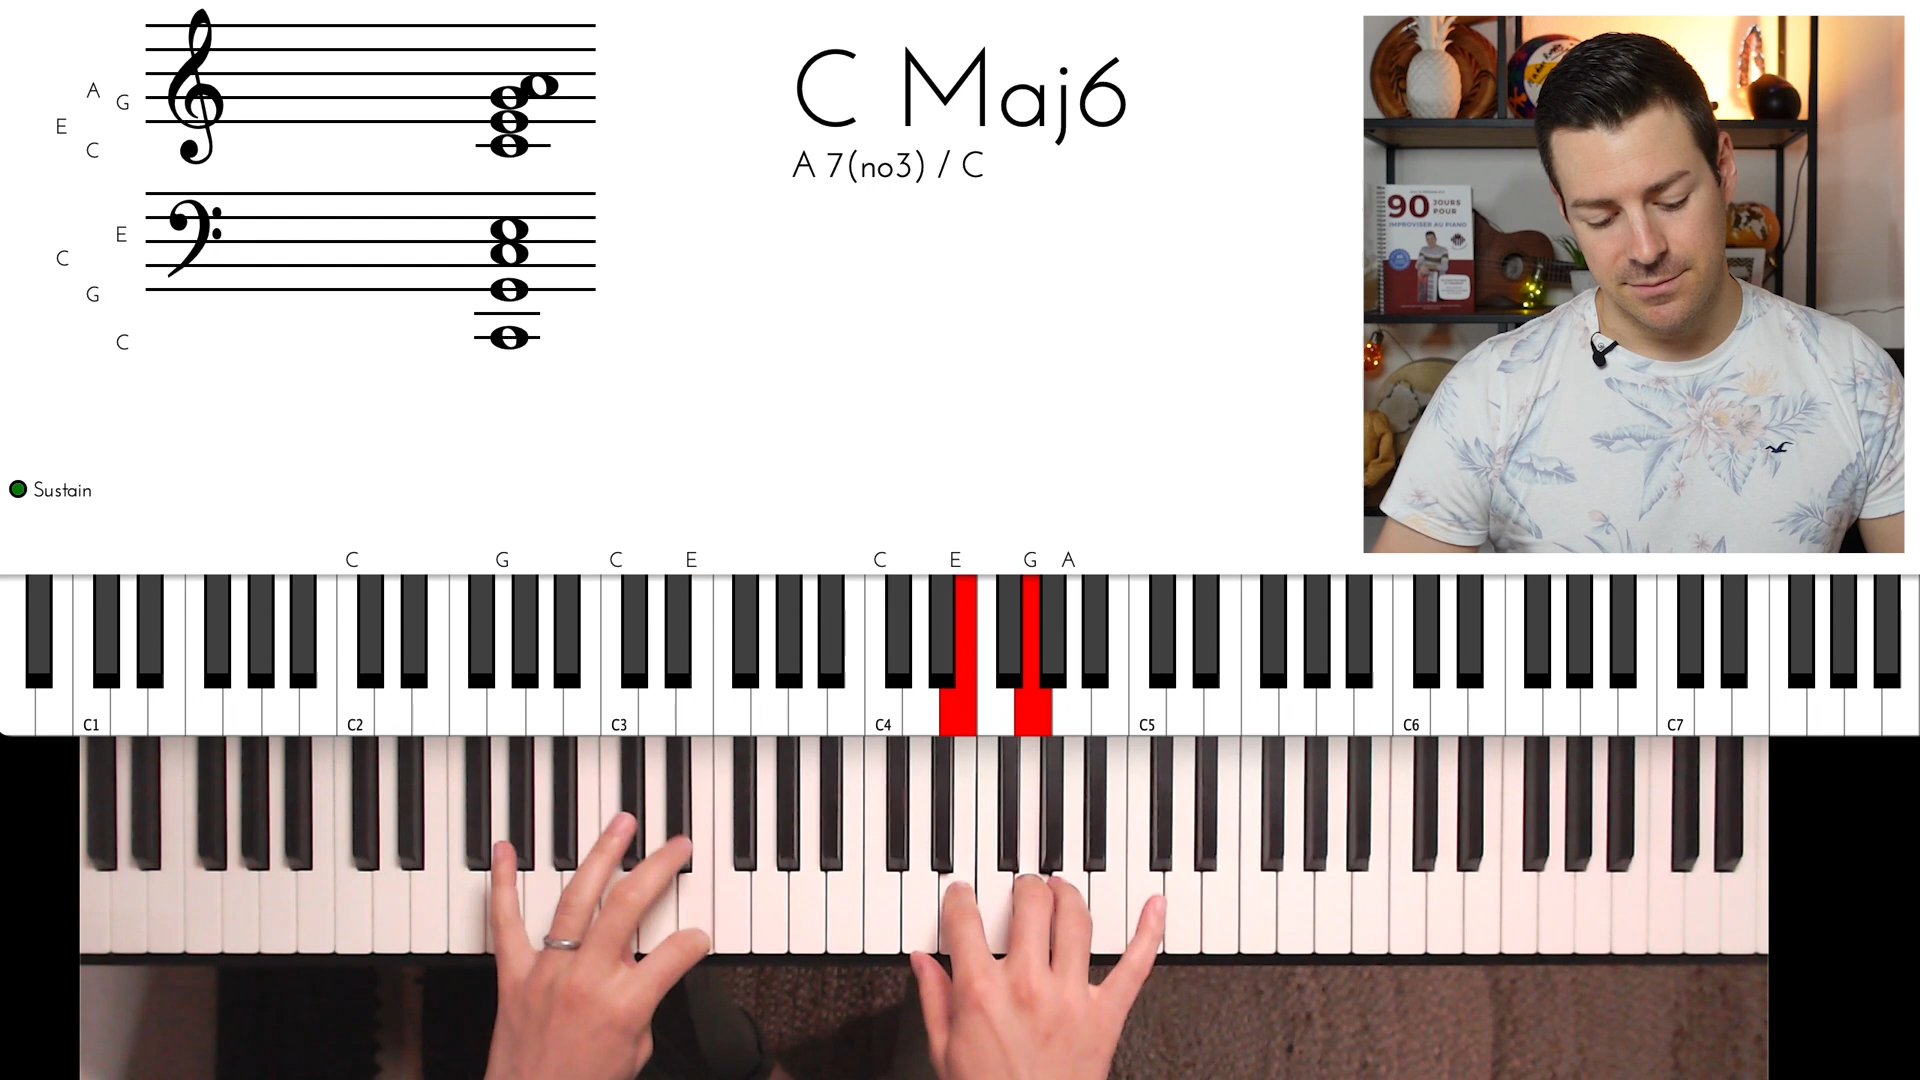 C Maj6
A 7(no3) / C
A
G
E
C
E
C
G
C
90 JOURS
POUR
IMPROVISER AU PIANO
Sustain
C G C E C E G A
C1 C2 C3 C4 C5 C6 C7